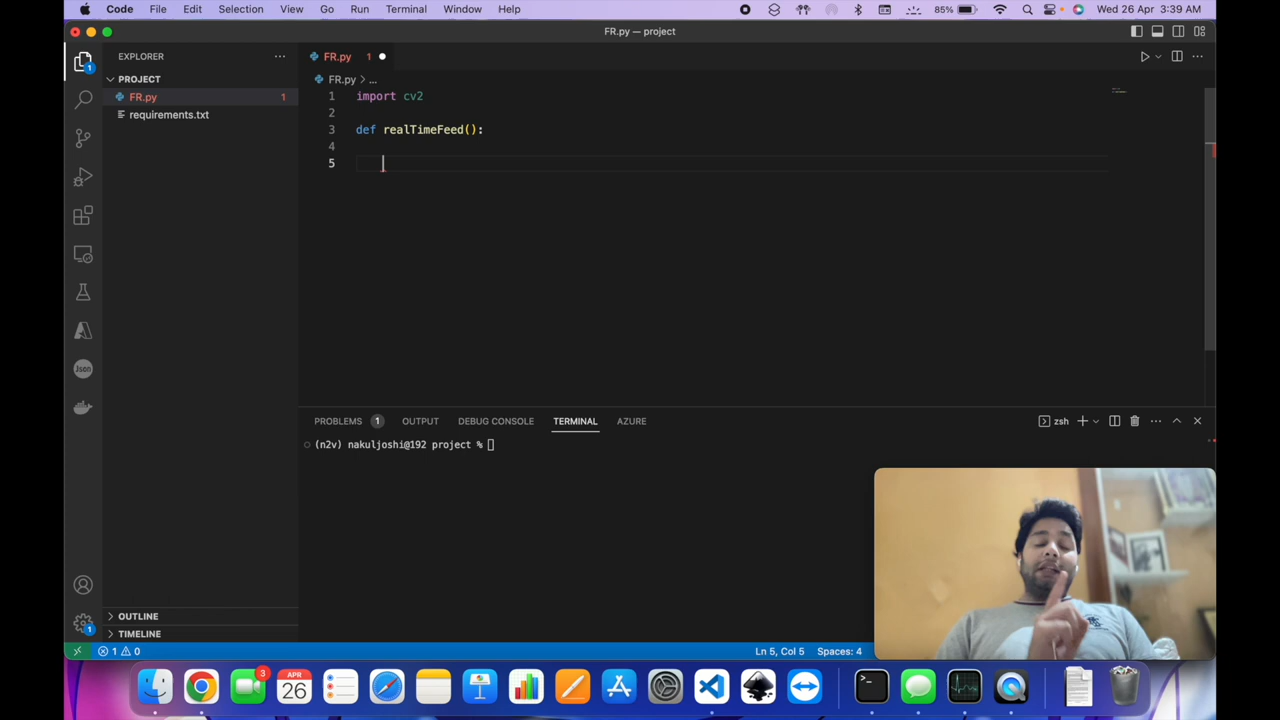 Code File Edit Selection View Go Run Terminal Window Help 85% Wed 26 Apr 3:39 AM
FR.py — project
EXPLORER
FR.py 1
PROJECT
FR.py > ...
FR.py 1
requirements.txt
1 import cv2
2
3 def realTimeFeed():
4
5
PROBLEMS 1 OUTPUT DEBUG CONSOLE TERMINAL AZURE
zsh
(n2v) nakuljoshi@192 project %
Json
OUTLINE
TIMELINE
1
1
1 0
Ln 5, Col 5 Spaces: 4
3
APR
26